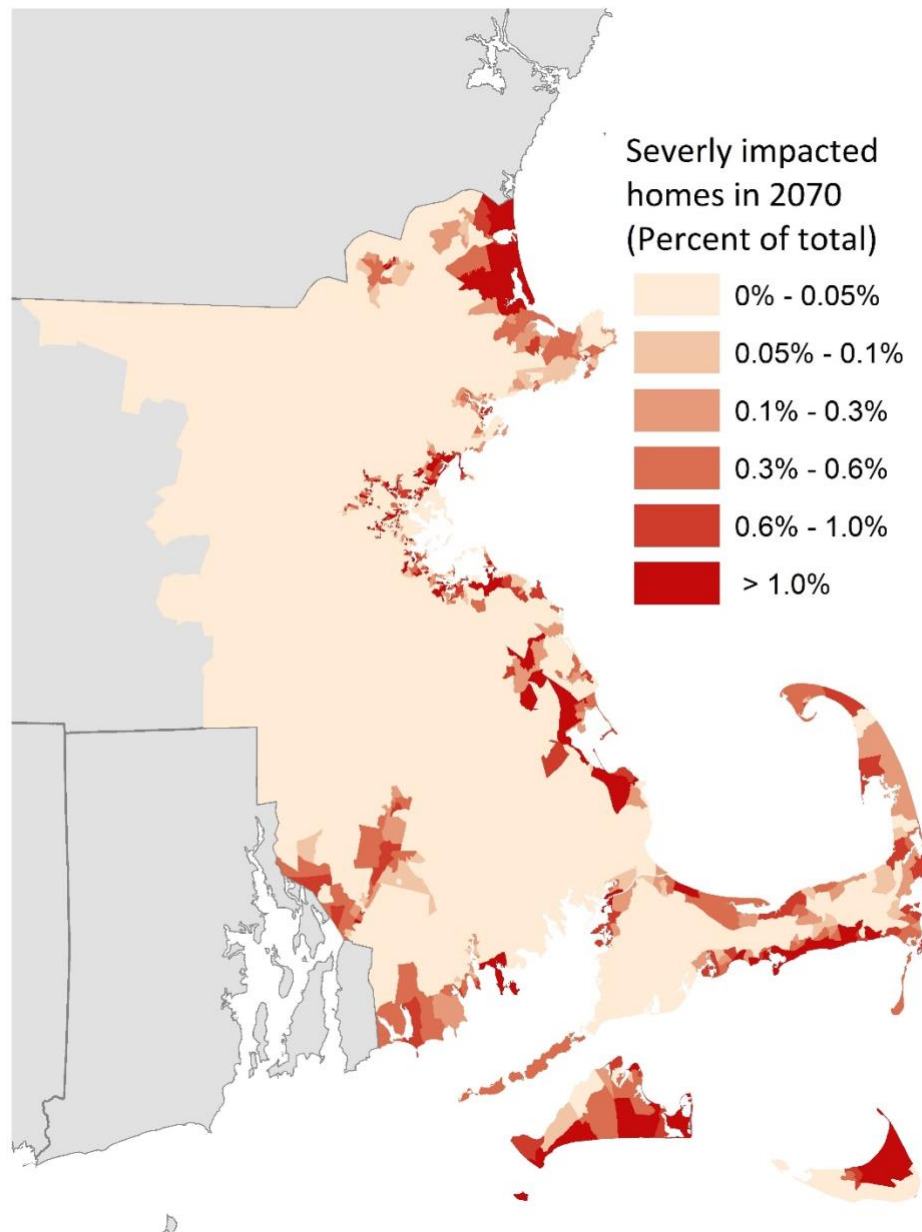 Severly impacted
homes in 2070
(Percent of total)
0% - 0.05%
0.05% - 0.1%
0.1% - 0.3%
0.3% - 0.6%
0.6% - 1.0%
> 1.0%